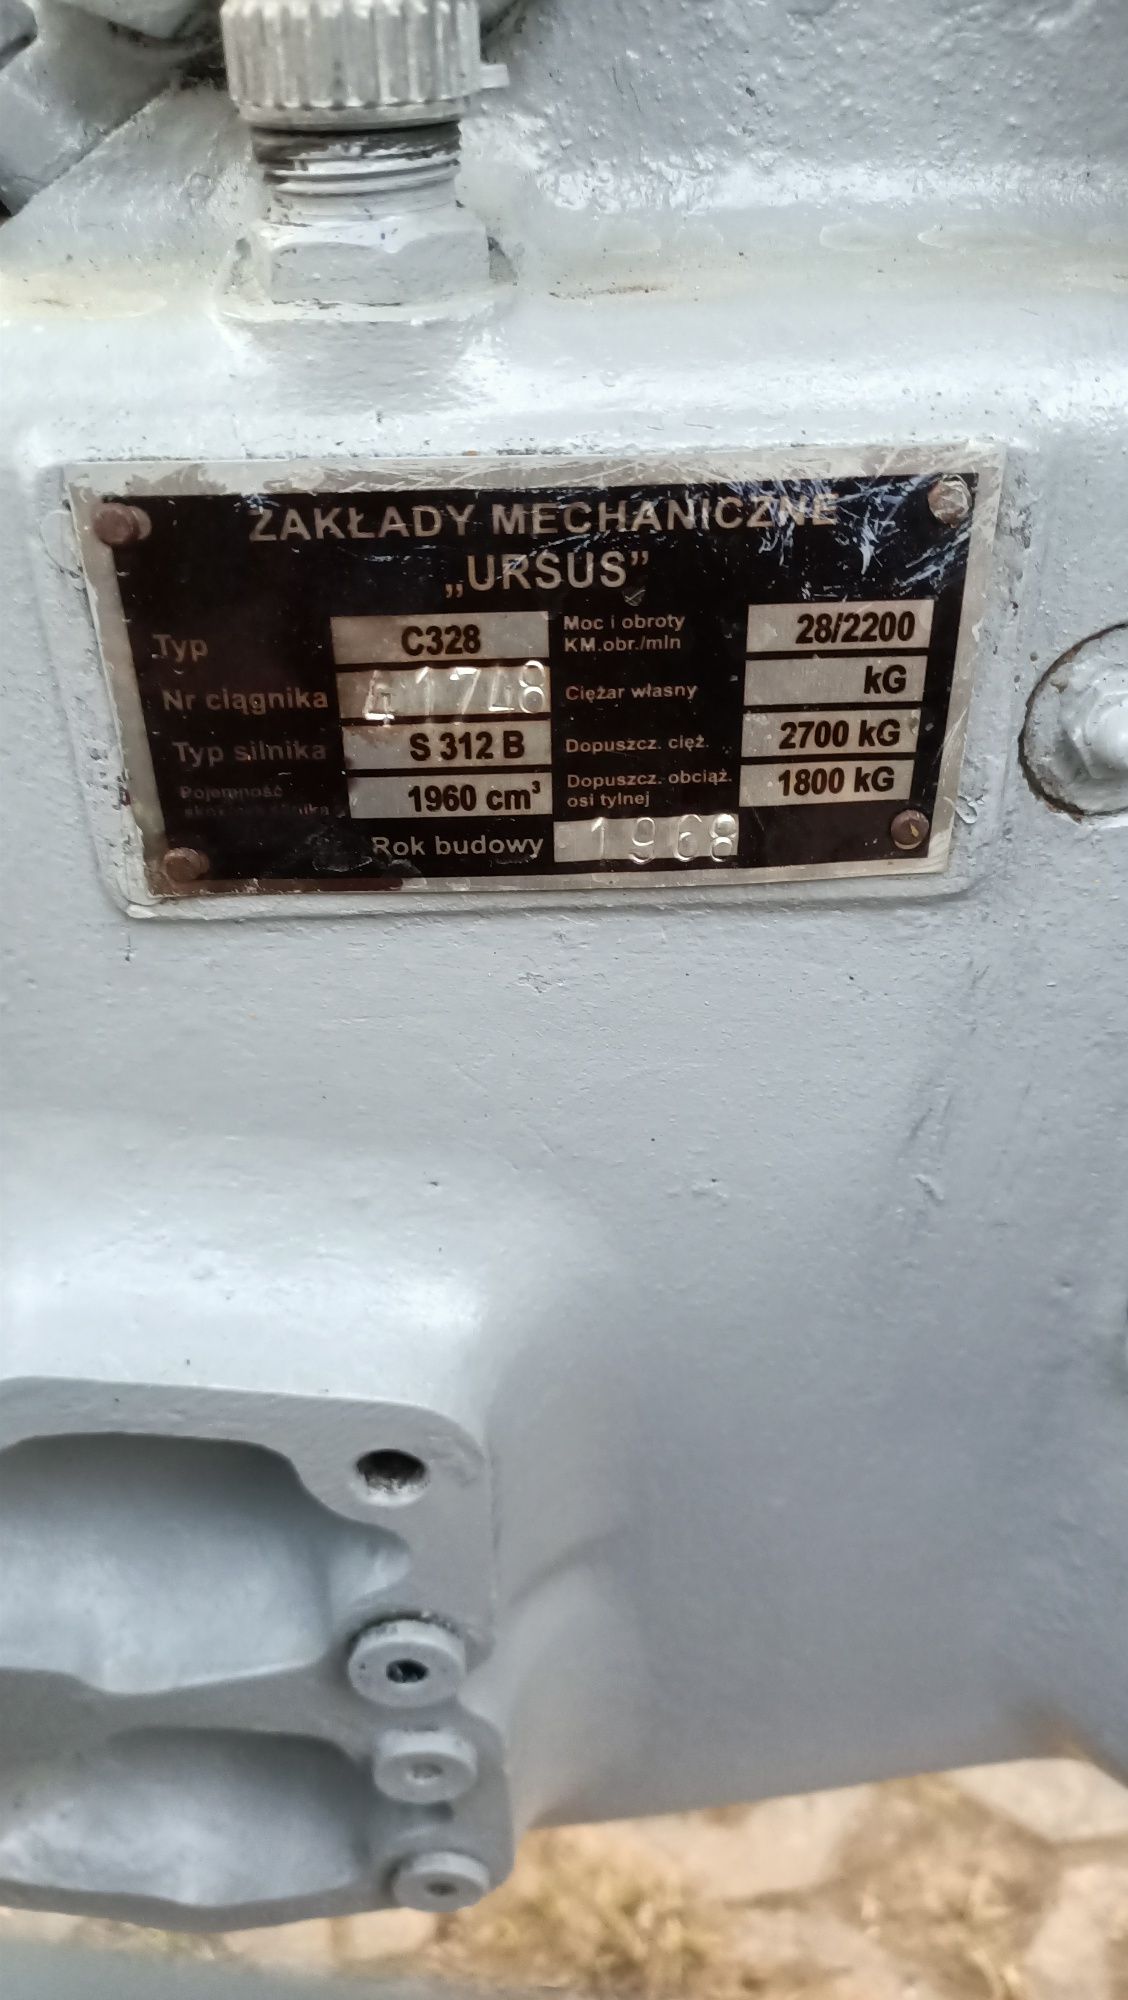 ZAKŁADY MECHANICZNE
„URSUS”
Typ C328
Nr ciągnika 41748
Typ silnika S 312 B
Pojemność
1960 cm³
Moc i obroty
KM.obr./min 28/2200
Ciężar własny kG
Dopuszcz. cięż. 2700 kG
Dopuszcz. obciąż.
osi tylnej 1800 kG
Rok budowy 1968